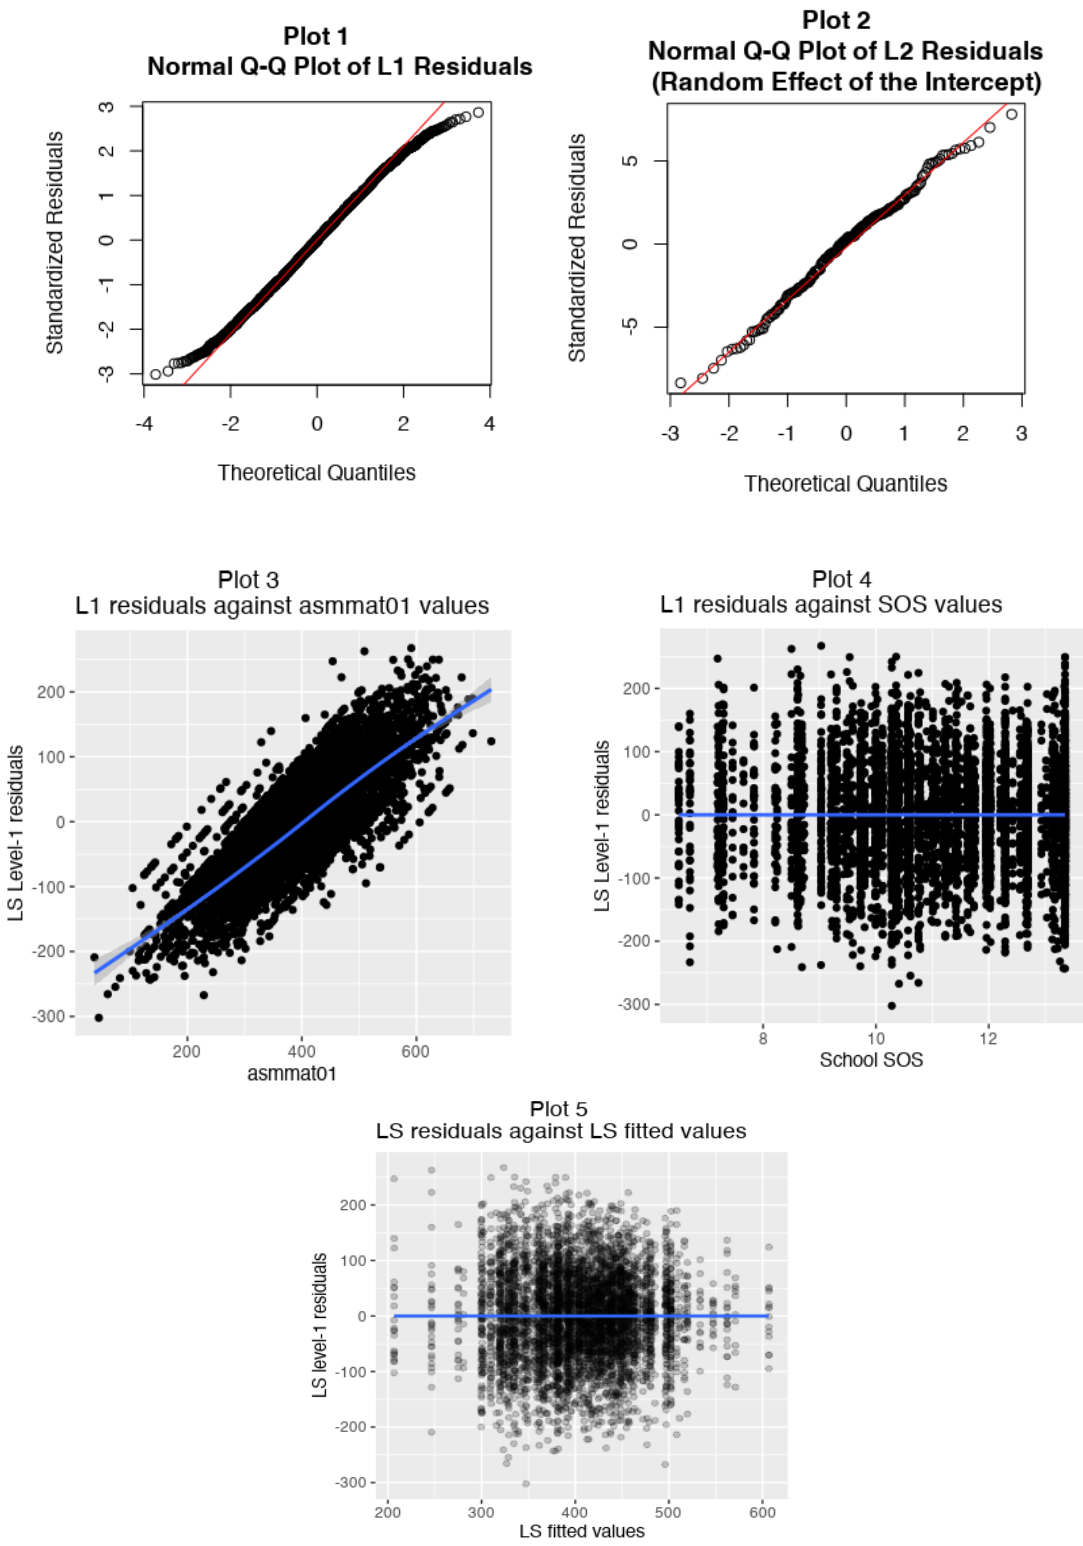 Plot 1
Normal Q-Q Plot of L1 Residuals
Standardized Residuals
3
2
1
0
-1
-2
-3
-4 -2 0 2 4
Theoretical Quantiles
Plot 2
Normal Q-Q Plot of L2 Residuals
(Random Effect of the Intercept)
Standardized Residuals
5
0
-5
-3 -2 -1 0 1 2 3
Theoretical Quantiles
Plot 3
L1 residuals against asmmat01 values
LS Level-1 residuals
200
100
0
-100
-200
-300
200 400 600
asmmat01
Plot 4
L1 residuals against SOS values
LS Level-1 residuals
200
100
0
-100
-200
-300
8 10 12
School SOS
Plot 5
LS residuals against LS fitted values
LS level-1 residuals
200
100
0
-100
-200
-300
200 300 400 500 600
LS fitted values